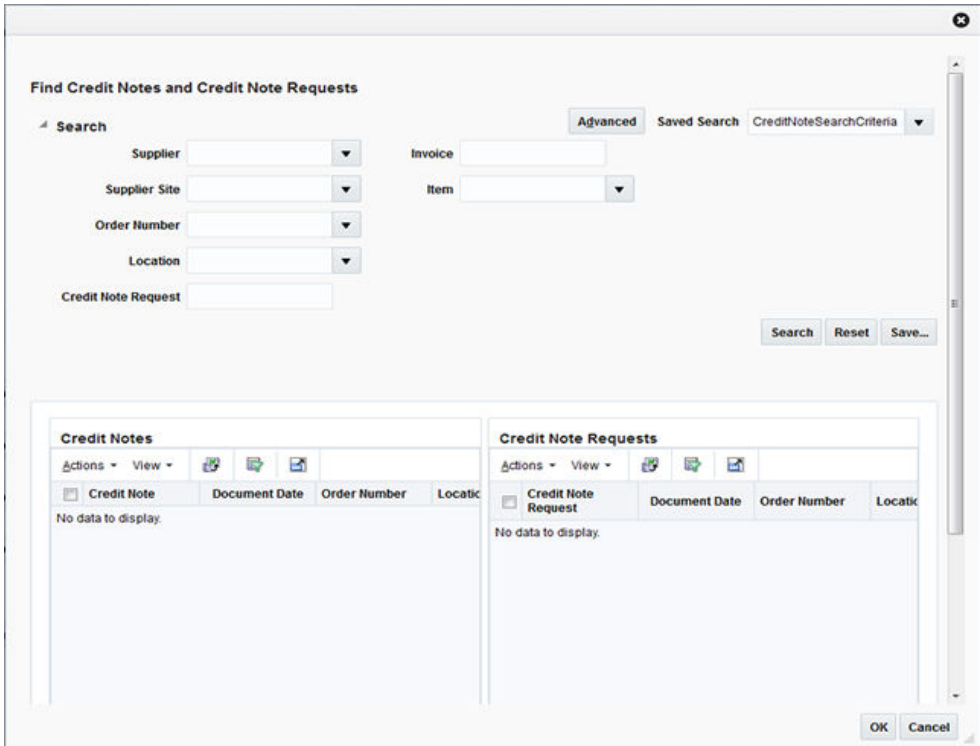 Find Credit Notes and Credit Note Requests
Search
Advanced Saved Search CreditNoteSearchCriteria
Supplier Invoice
Supplier Site Item
Order Number
Location
Credit Note Request
Search Reset Save...
Credit Notes
Actions View
Credit Note Document Date Order Number Locatic
No data to display.
Credit Note Requests
Actions View
Credit Note Request Document Date Order Number Locatic
No data to display.
OK Cancel